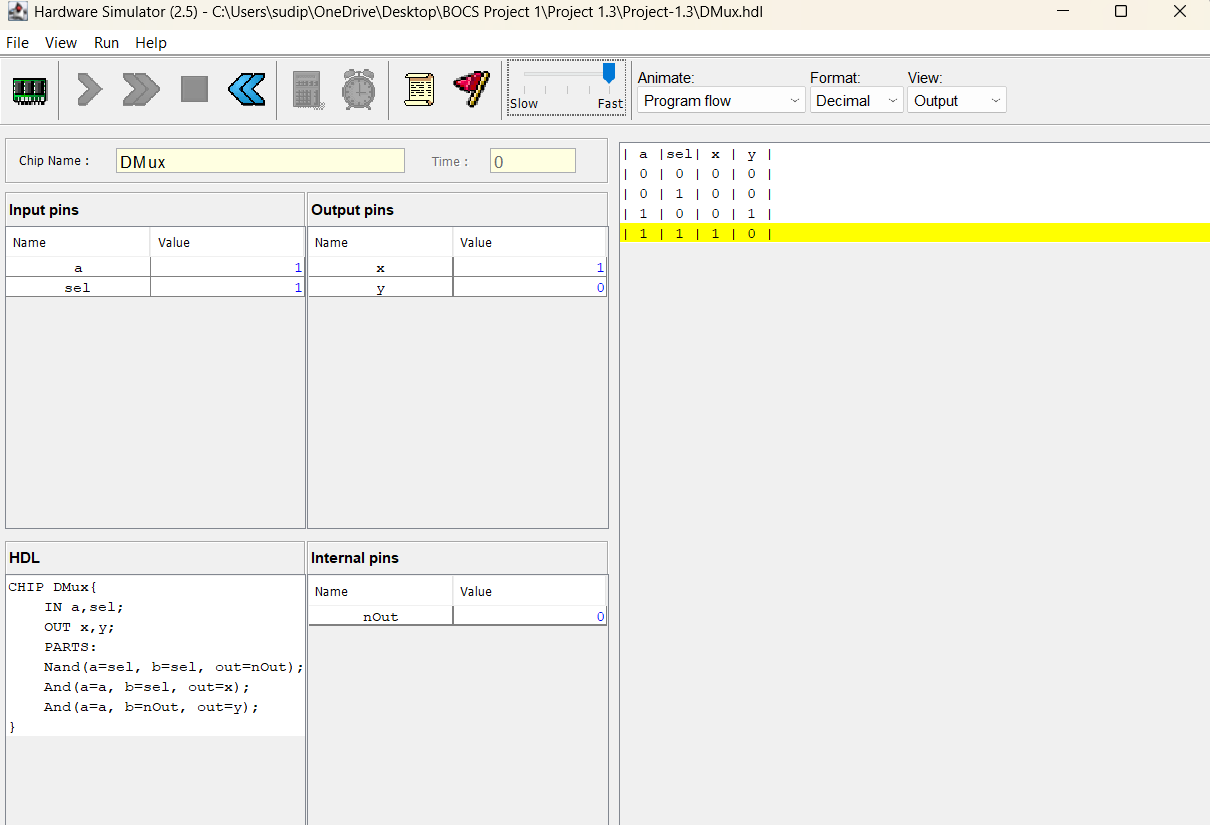 Hardware Simulator (2.5) - C:\Users\sudip\OneDrive\Desktop\BOCS Project 1\Project 1.3\Project-1.3\DMux.hdl
File View Run Help
Slow Fast
Animate: Format: View:
Program flow Decimal Output
Chip Name : DMux Time : 0
Input pins
Name Value
a 1
sel 1
Output pins
Name Value
x 1
y 0
| a |sel| x | y |
| 0 | 0 | 0 | 0 |
| 0 | 1 | 0 | 0 |
| 1 | 0 | 0 | 1 |
| 1 | 1 | 1 | 0 |
HDL
CHIP DMux{
    IN a,sel;
    OUT x,y;
    PARTS:
    Nand(a=sel, b=sel, out=nOut);
    And(a=a, b=sel, out=x);
    And(a=a, b=nOut, out=y);
}
Internal pins
Name Value
nOut 0